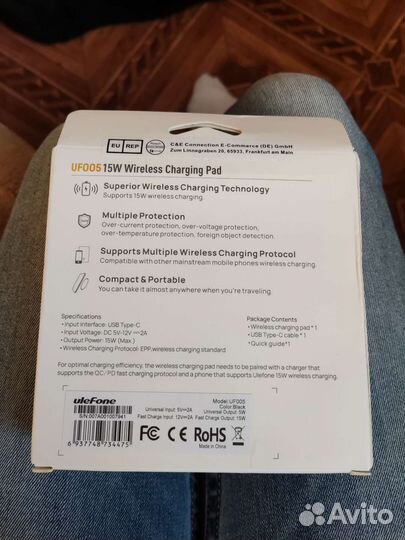 EU REP
C&E Connection E-Commerce (DE) GmbH
Zum Linnegraben 20, 65933, Frankfurt am Main
UF005 15W Wireless Charging Pad
Superior Wireless Charging Technology
Supports 15W wireless charging.
Multiple Protection
Over-current protection, over-voltage protection,
over-temperature protection, foreign object detection.
Supports Multiple Wireless Charging Protocol
Compatible with other mainstream mobile phones wireless charging.
Compact & Portable
You can take it almost anywhere when you're traveling.
Specifications
• Input interface: USB Type-C
• Input Voltage: DC 5V-12V⎓2A
• Output Power: 15W (Max.)
• Wireless Charging Protocol: EPP,wireless charging standard
Package Contents
• Wireless charging pad * 1
• USB Type-C cable * 1
• Quick guide*1
For optimal charging efficiency, the wireless charging pad needs to be paired with a charger that
supports the QC/PD fast charging protocol and a phone that supports Ulefone 15W wireless charging.
ulefone
S/N:007A001007941
6 937748 734475
Universal Input: 5V⎓2A
Fast Charge Input: 12V⎓2A
Model: UF005
Color:Black
Universal Output: 5W
Fast Charge Output: 15W
FC CE RoHS
Made in China
Avito